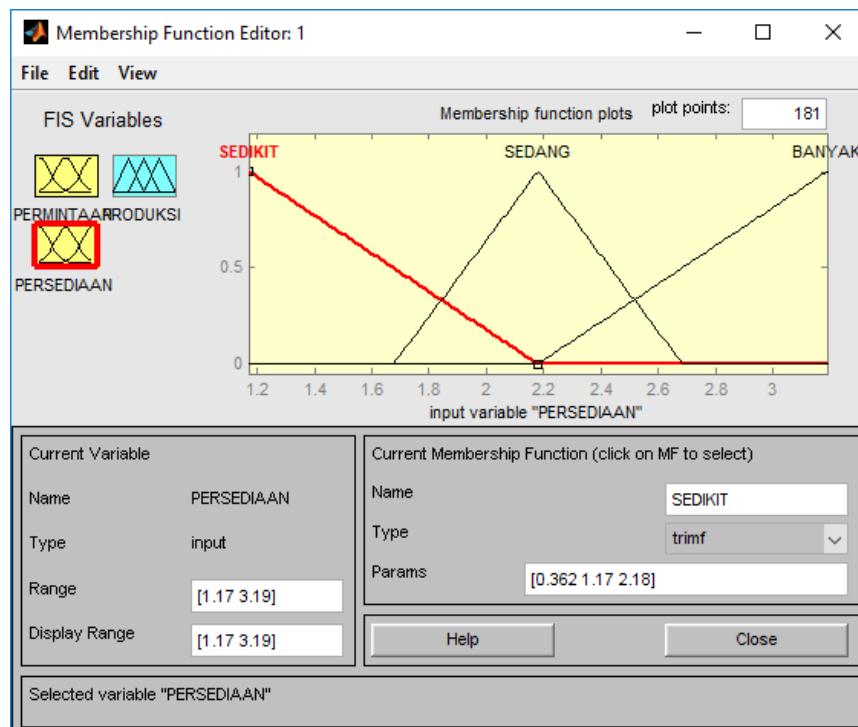 Membership Function Editor: 1
File Edit View
FIS Variables
Membership function plots plot points: 181
PERMINTAAN PRODUKSI
PERSEDIAAN
SEDIKIT SEDANG BANYAK
1
0.5
0
1.2 1.4 1.6 1.8 2 2.2 2.4 2.6 2.8 3
input variable "PERSEDIAAN"
Current Variable
Name PERSEDIAAN
Type input
Range [1.17 3.19]
Display Range [1.17 3.19]
Current Membership Function (click on MF to select)
Name SEDIKIT
Type trimf
Params [0.362 1.17 2.18]
Help Close
Selected variable "PERSEDIAAN"